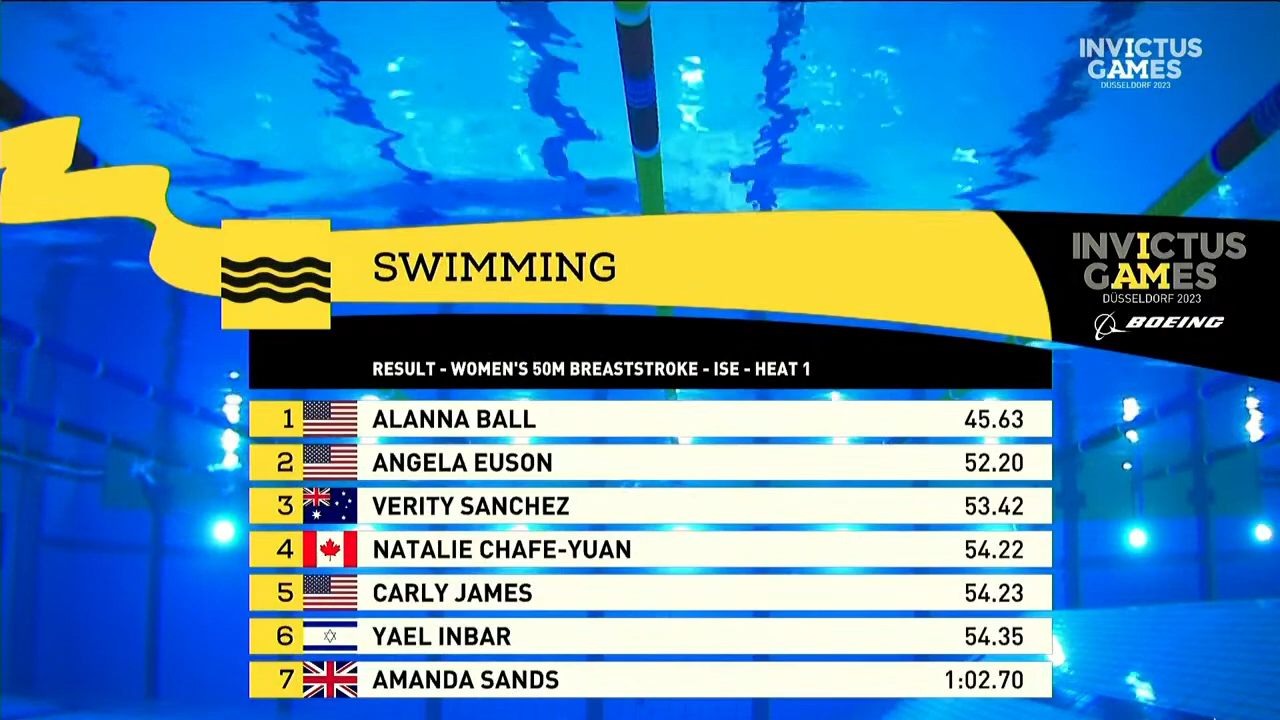 INVICTUS
GAMES
DÜSSELDORF 2023
SWIMMING
INVICTUS
GAMES
DÜSSELDORF 2023
BOEING
RESULT - WOMEN'S 50M BREASTSTROKE - ISE - HEAT 1
1 ALANNA BALL 45.63
2 ANGELA EUSON 52.20
3 VERITY SANCHEZ 53.42
4 NATALIE CHAFE-YUAN 54.22
5 CARLY JAMES 54.23
6 YAEL INBAR 54.35
7 AMANDA SANDS 1:02.70